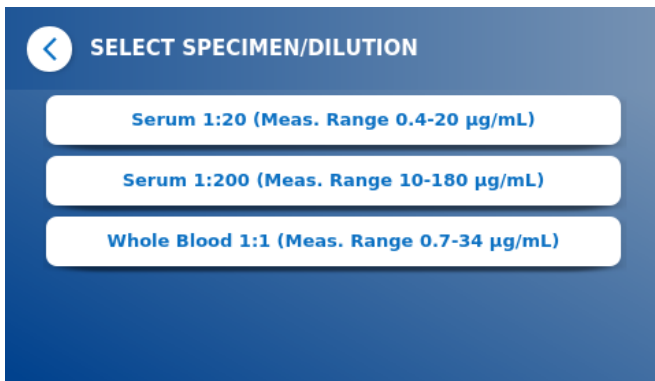 SELECT SPECIMEN/DILUTION
Serum 1:20 (Meas. Range 0.4-20 µg/mL)
Serum 1:200 (Meas. Range 10-180 µg/mL)
Whole Blood 1:1 (Meas. Range 0.7-34 µg/mL)